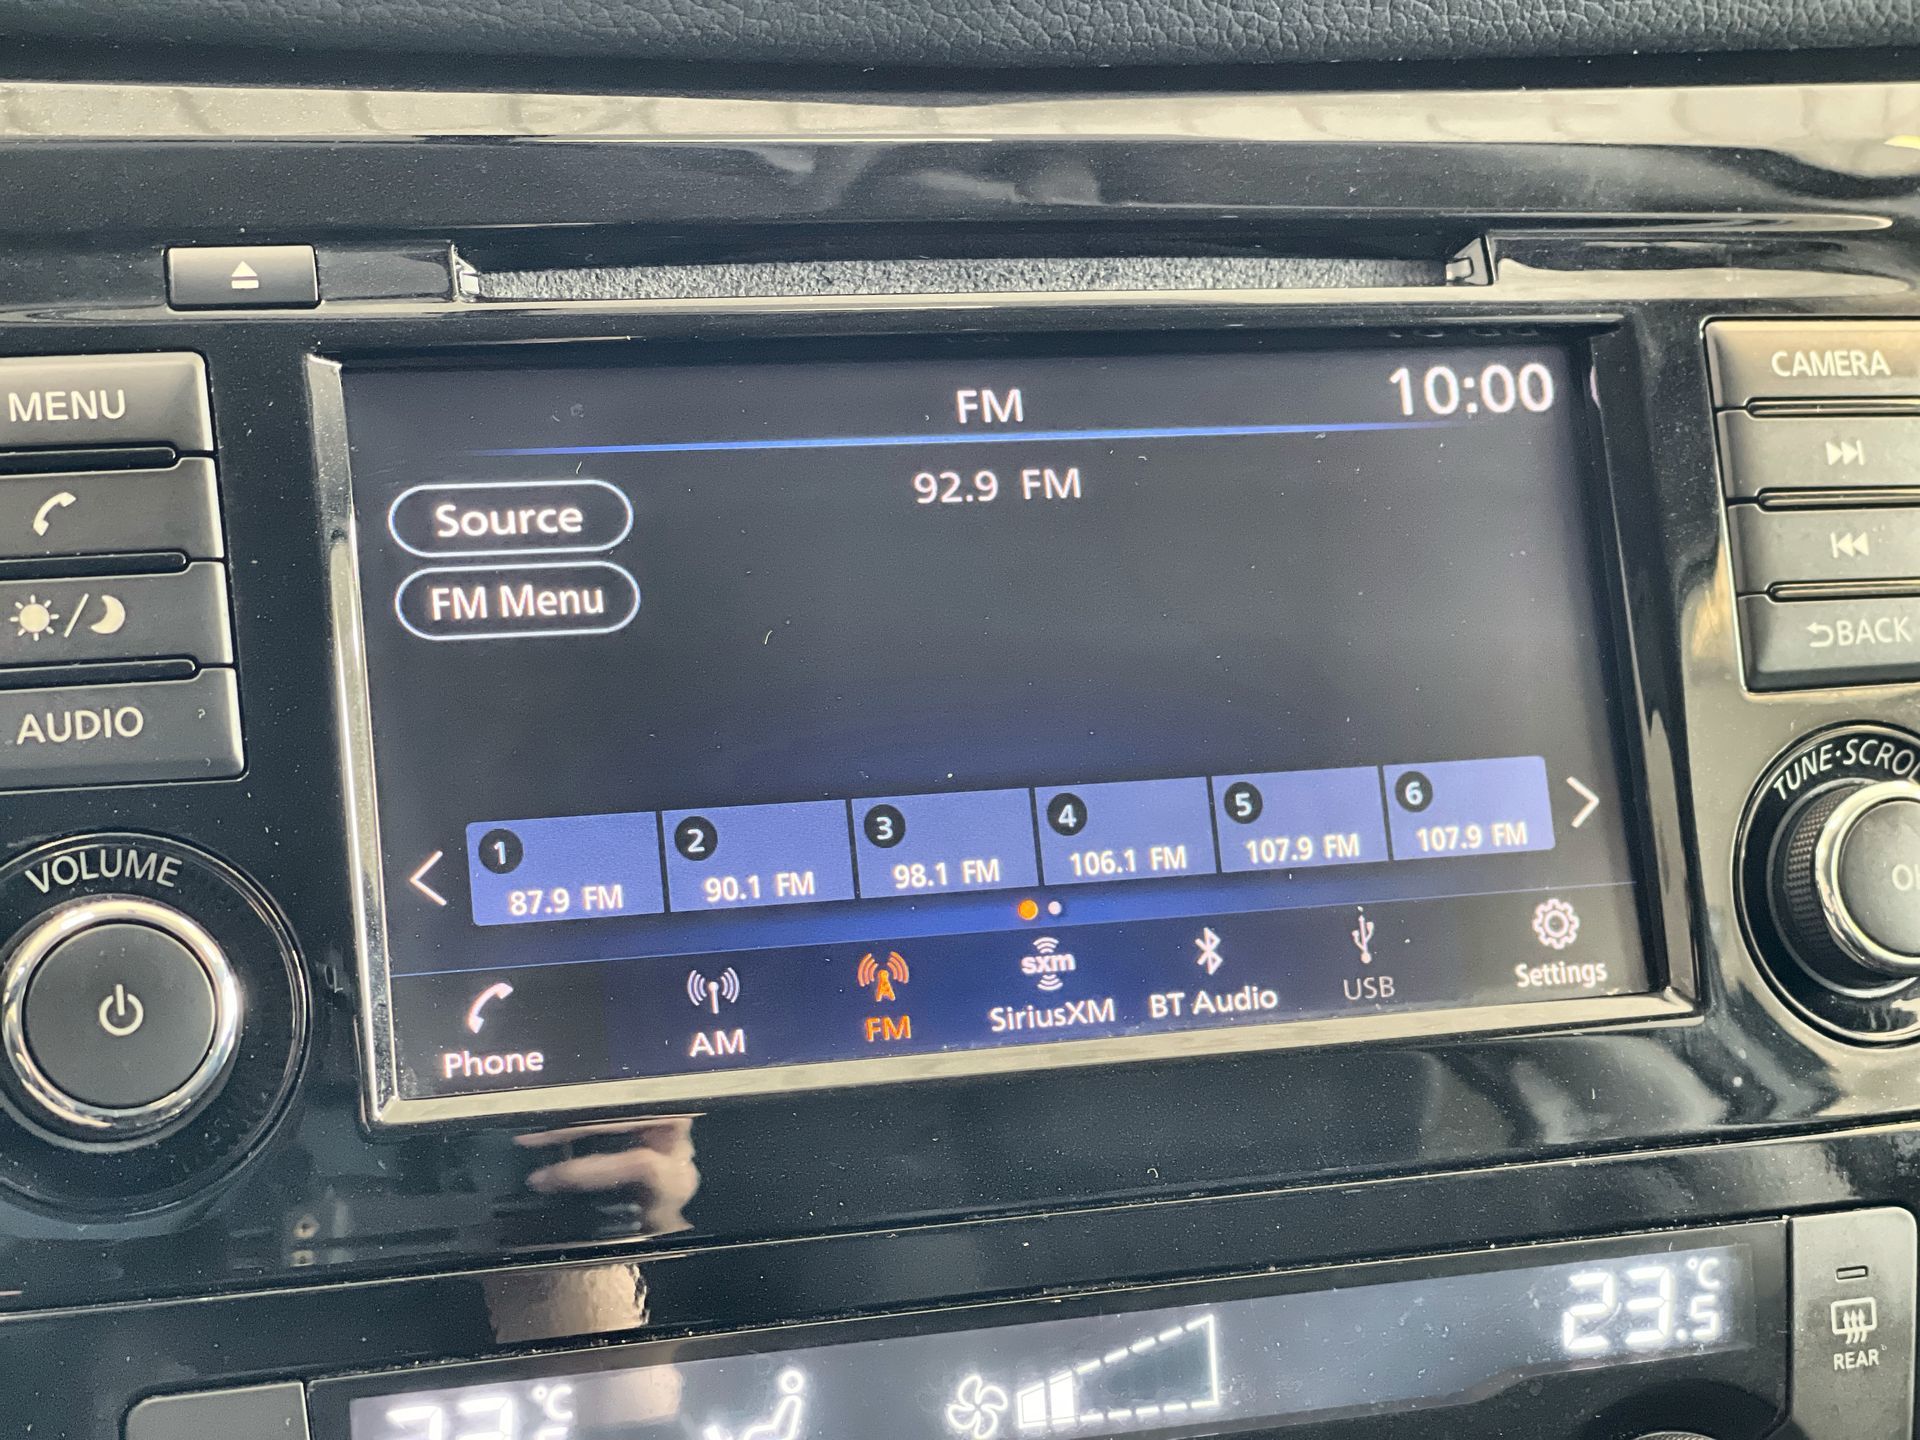 MENU
AUDIO
VOLUME
FM
10:00
92.9 FM
Source
FM Menu
1
87.9 FM
2
90.1 FM
3
98.1 FM
4
106.1 FM
5
107.9 FM
6
107.9 FM
Phone
AM
FM
sxm
SiriusXM
BT Audio
USB
Settings
CAMERA
BACK
TUNE·SCRO
23.5 °C
°C
REAR